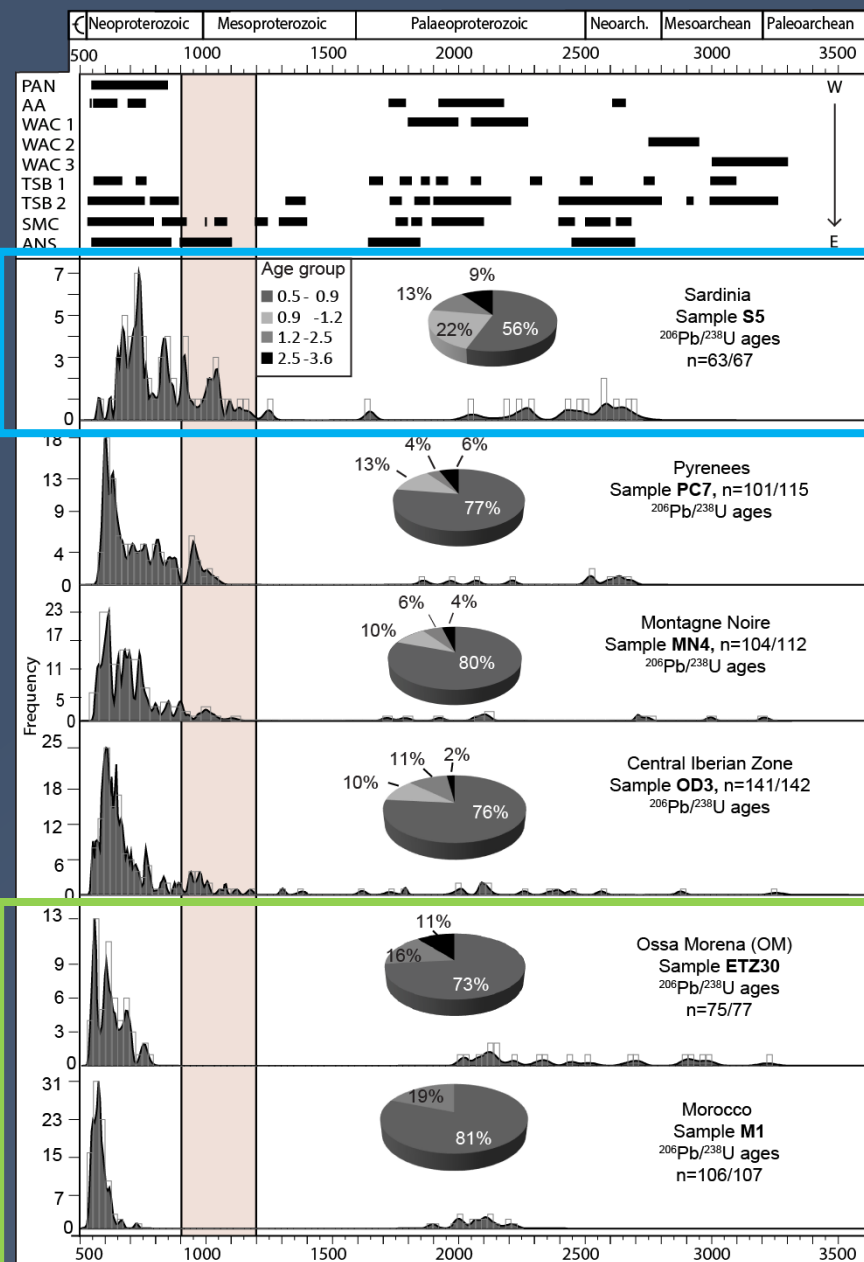 Є Neoproterozoic Mesoproterozoic Palaeoproterozoic Neoarch. Mesoarchean Paleoarchean
500 1000 1500 2000 2500 3000 3500
PAN W
AA
WAC 1
WAC 2
WAC 3
TSB 1
TSB 2
SMC
ANS E
Age group
0.5 - 0.9
0.9 -1.2
1.2 -2.5
2.5 -3.6
7
5
3
0
9%
13%
22%
56%
Sardinia
Sample S5
206Pb/238U ages
n=63/67
18
13
9
4
0
4%
6%
13%
77%
Pyrenees
Sample PC7, n=101/115
206Pb/238U ages
Frequency
23
17
11
5
0
6%
4%
10%
80%
Montagne Noire
Sample MN4, n=104/112
206Pb/238U ages
25
18
12
6
0
11%
2%
10%
76%
Central Iberian Zone
Sample OD3, n=141/142
206Pb/238U ages
13
9
6
3
0
11%
16%
73%
Ossa Morena (OM)
Sample ETZ30
206Pb/238U ages
n=75/77
31
23
15
7
0
19%
81%
Morocco
Sample M1
206Pb/238U ages
n=106/107
500 1000 1500 2000 2500 3000 3500